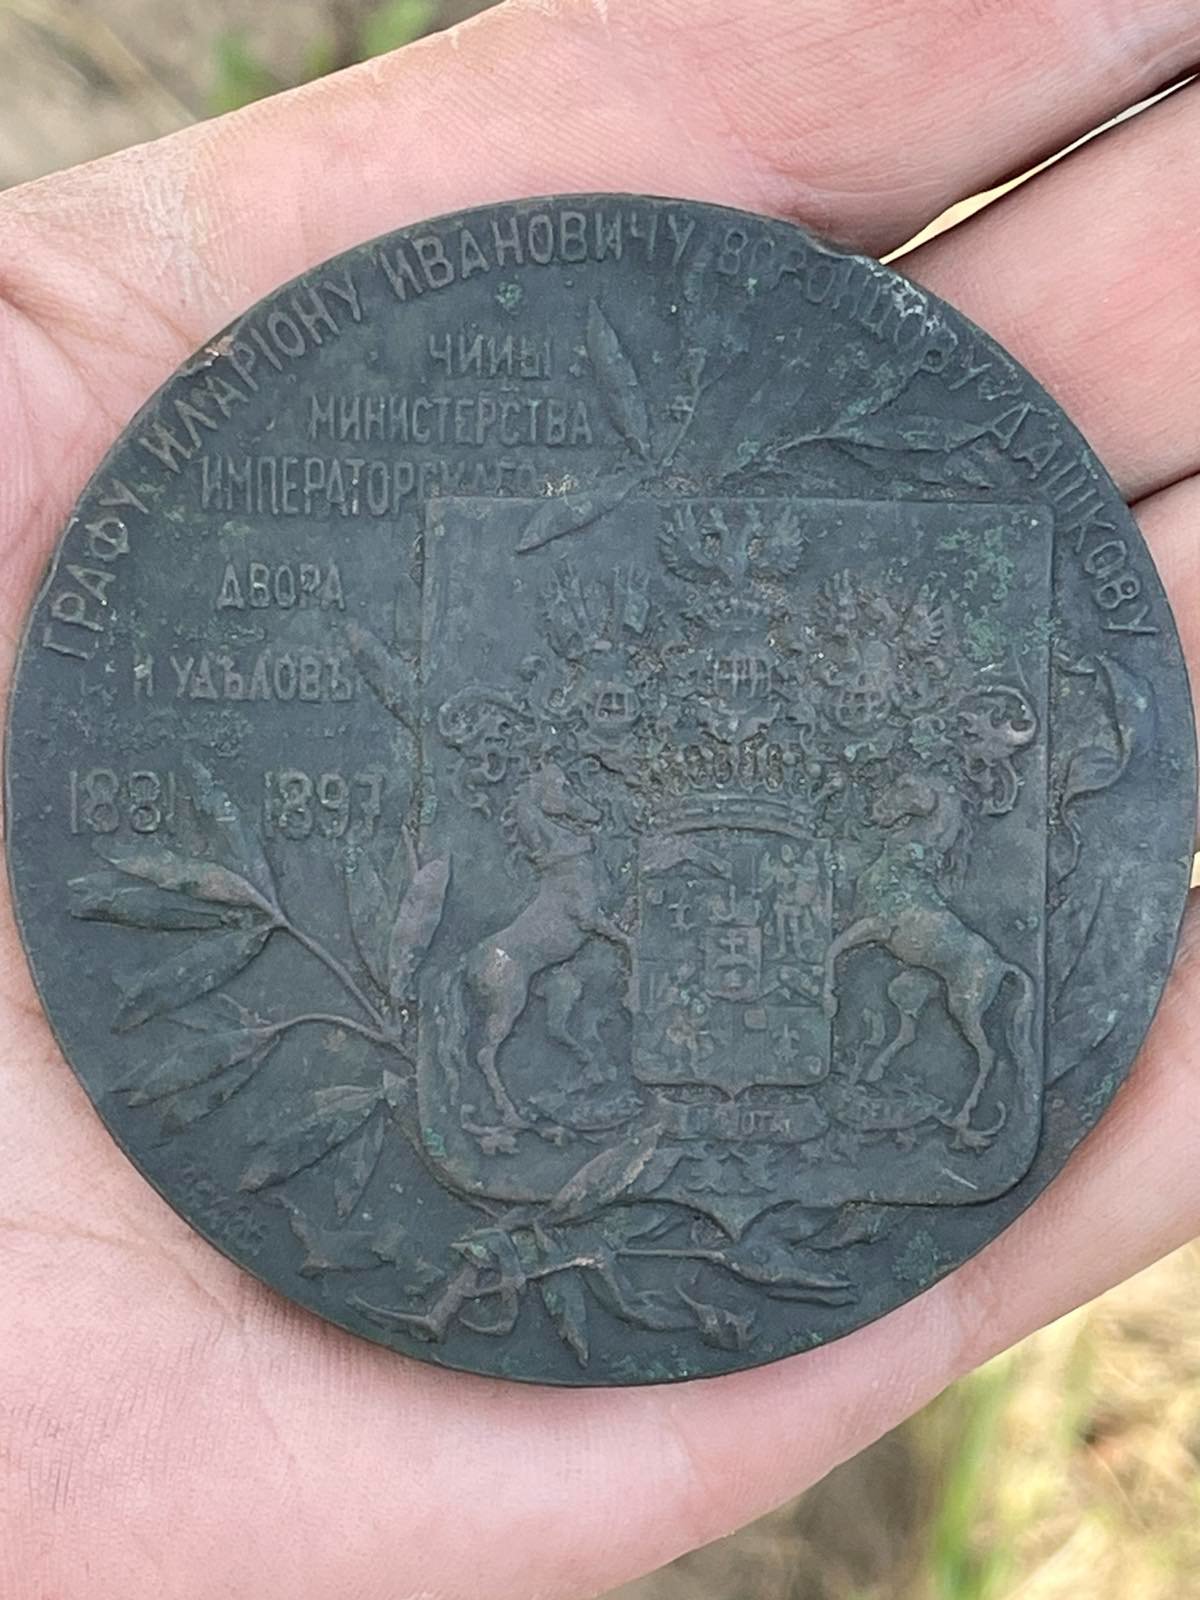 ГРАФУ ИЛАРІОНУ ИВАНОВИЧУ ВОРОНЦОВУ-ДАШКОВУ
ЧИНЫ
МИНИСТЕРСТВА
ИМПЕРАТОРСКАГО
ДВОРА
И УДѢЛОВЪ
1881 - 1897